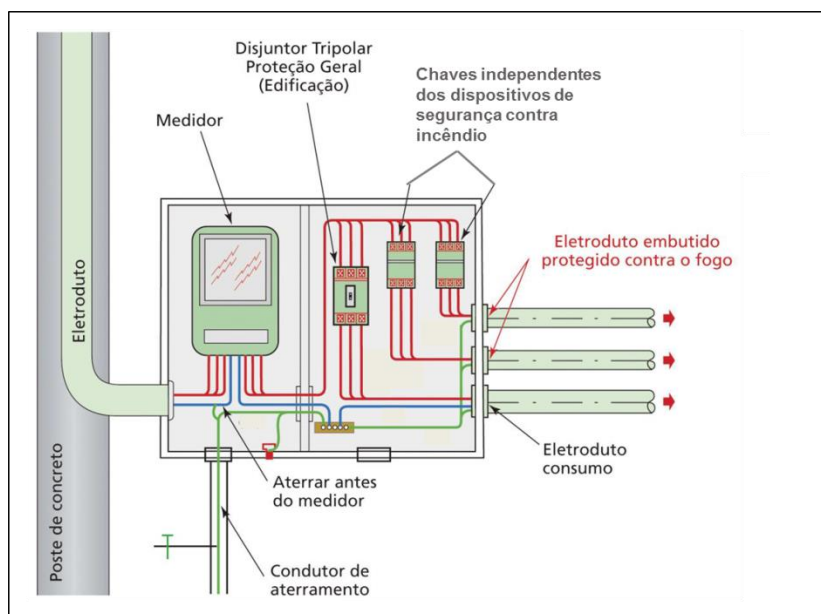 Disjuntor Tripolar
Proteção Geral
(Edificação)
Chaves independentes
dos dispositivos de
segurança contra
incêndio
Medidor
Eletroduto embutido
protegido contra o fogo
Eletroduto
Eletroduto
consumo
Aterrar antes
do medidor
Condutor de
aterramento
Poste de concreto